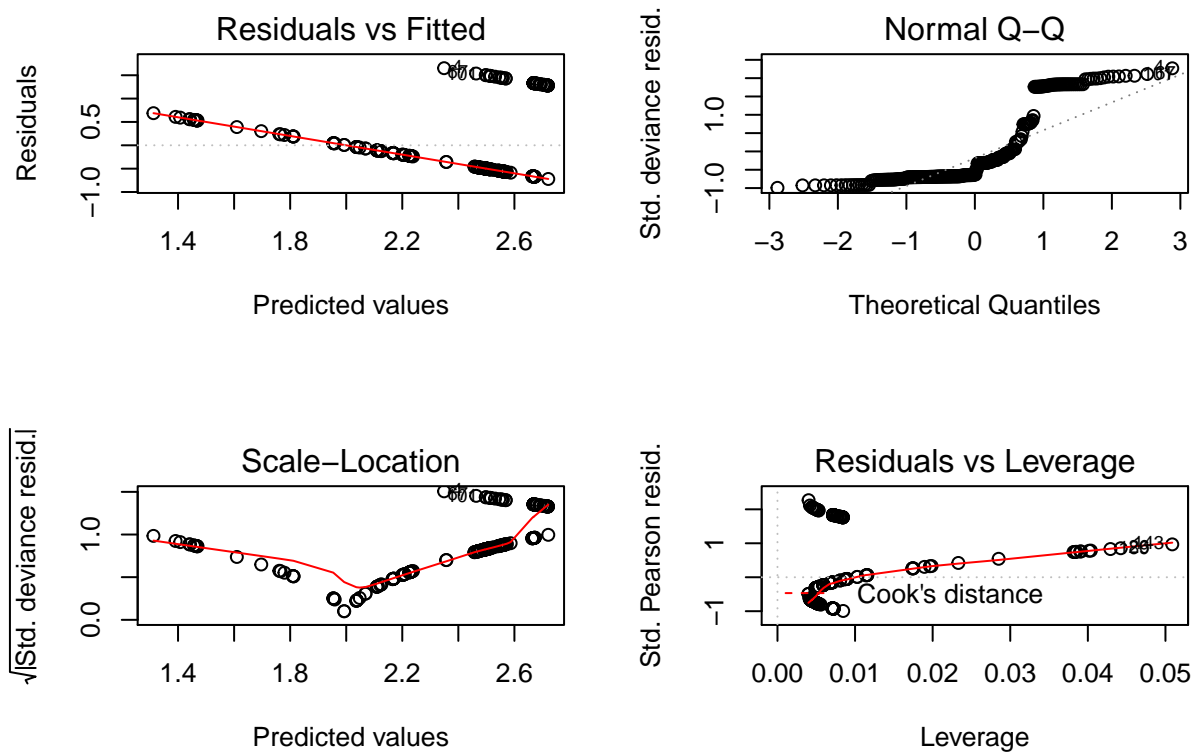 Residuals vs Fitted
Residuals
0.5
−1.0
1.4 1.8 2.2 2.6
Predicted values
Normal Q−Q
Std. deviance resid.
1.0
−1.0
−3 −2 −1 0 1 2 3
Theoretical Quantiles
Scale−Location
√|Std. deviance resid.|
1.0
0.0
1.4 1.8 2.2 2.6
Predicted values
Residuals vs Leverage
Std. Pearson resid.
1
−1
Cook's distance
0.00 0.01 0.02 0.03 0.04 0.05
Leverage